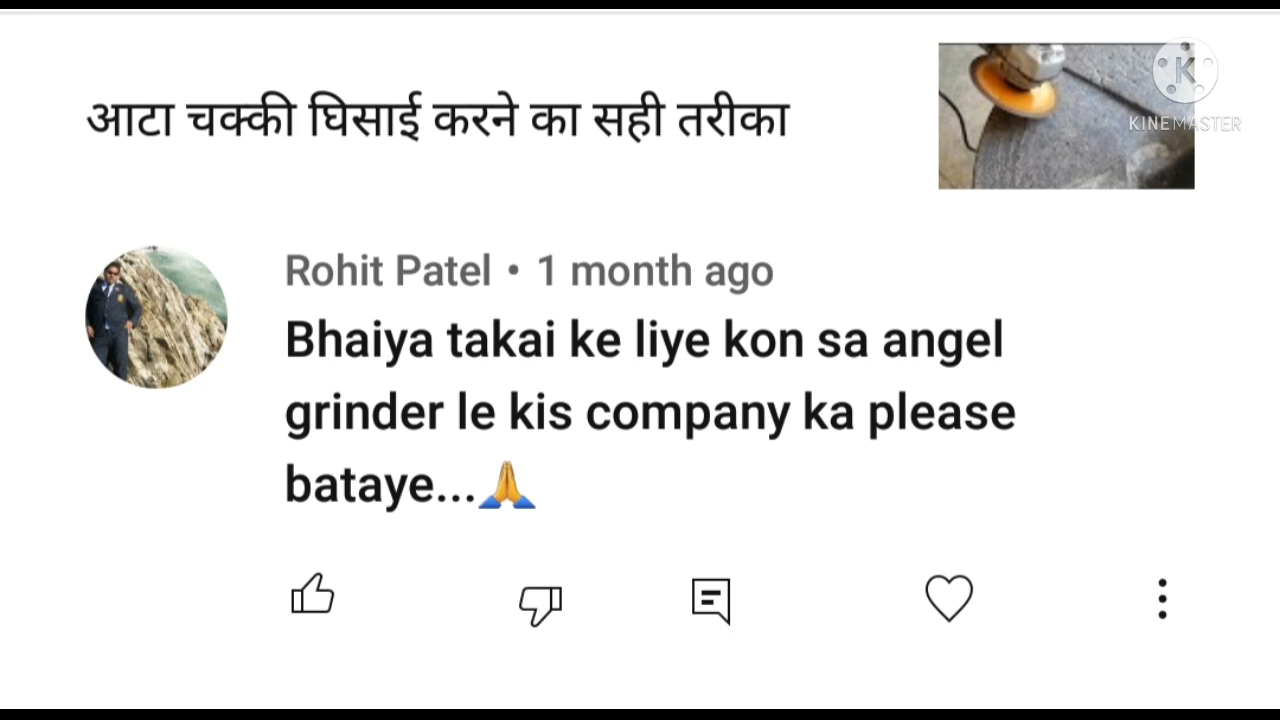 आटा चक्की घिसाई करने का सही तरीका
K
KINEMASTER
Rohit Patel • 1 month ago
Bhaiya takai ke liye kon sa angel
grinder le kis company ka please
bataye...🙏